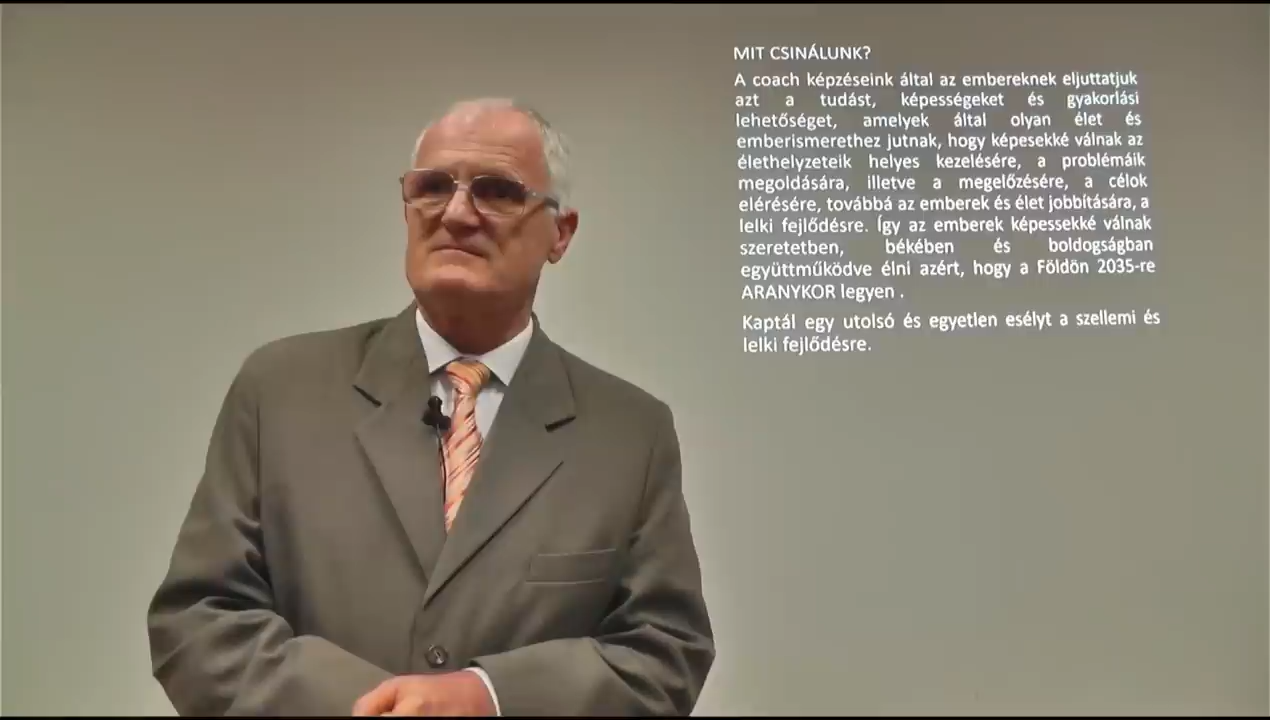 MIT CSINÁLUNK?
A coach képzéseink által az embereknek eljuttatjuk
azt a tudást, képességeket és gyakorlási
lehetőséget, amelyek által olyan élet és
emberismerethez jutnak, hogy képesekké válnak az
élethelyzeteik helyes kezelésére, a problémáik
megoldására, illetve a megelőzésére, a célok
elérésére, továbbá az emberek és élet jobbítására, a
lelki fejlődésre. Így az emberek képessekké válnak
szeretetben, békében és boldogságban
együttműködve élni azért, hogy a Földön 2035-re
ARANYKOR legyen .
Kaptál egy utolsó és egyetlen esélyt a szellemi és
lelki fejlődésre.